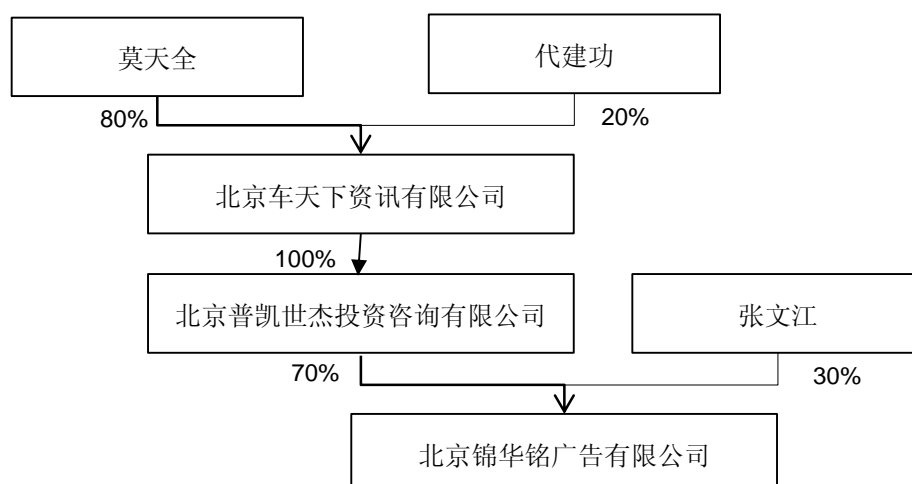 莫天全
代建功
80%
20%
北京车天下资讯有限公司
100%
北京普凯世杰投资咨询有限公司
张文江
70%
30%
北京锦华铭广告有限公司